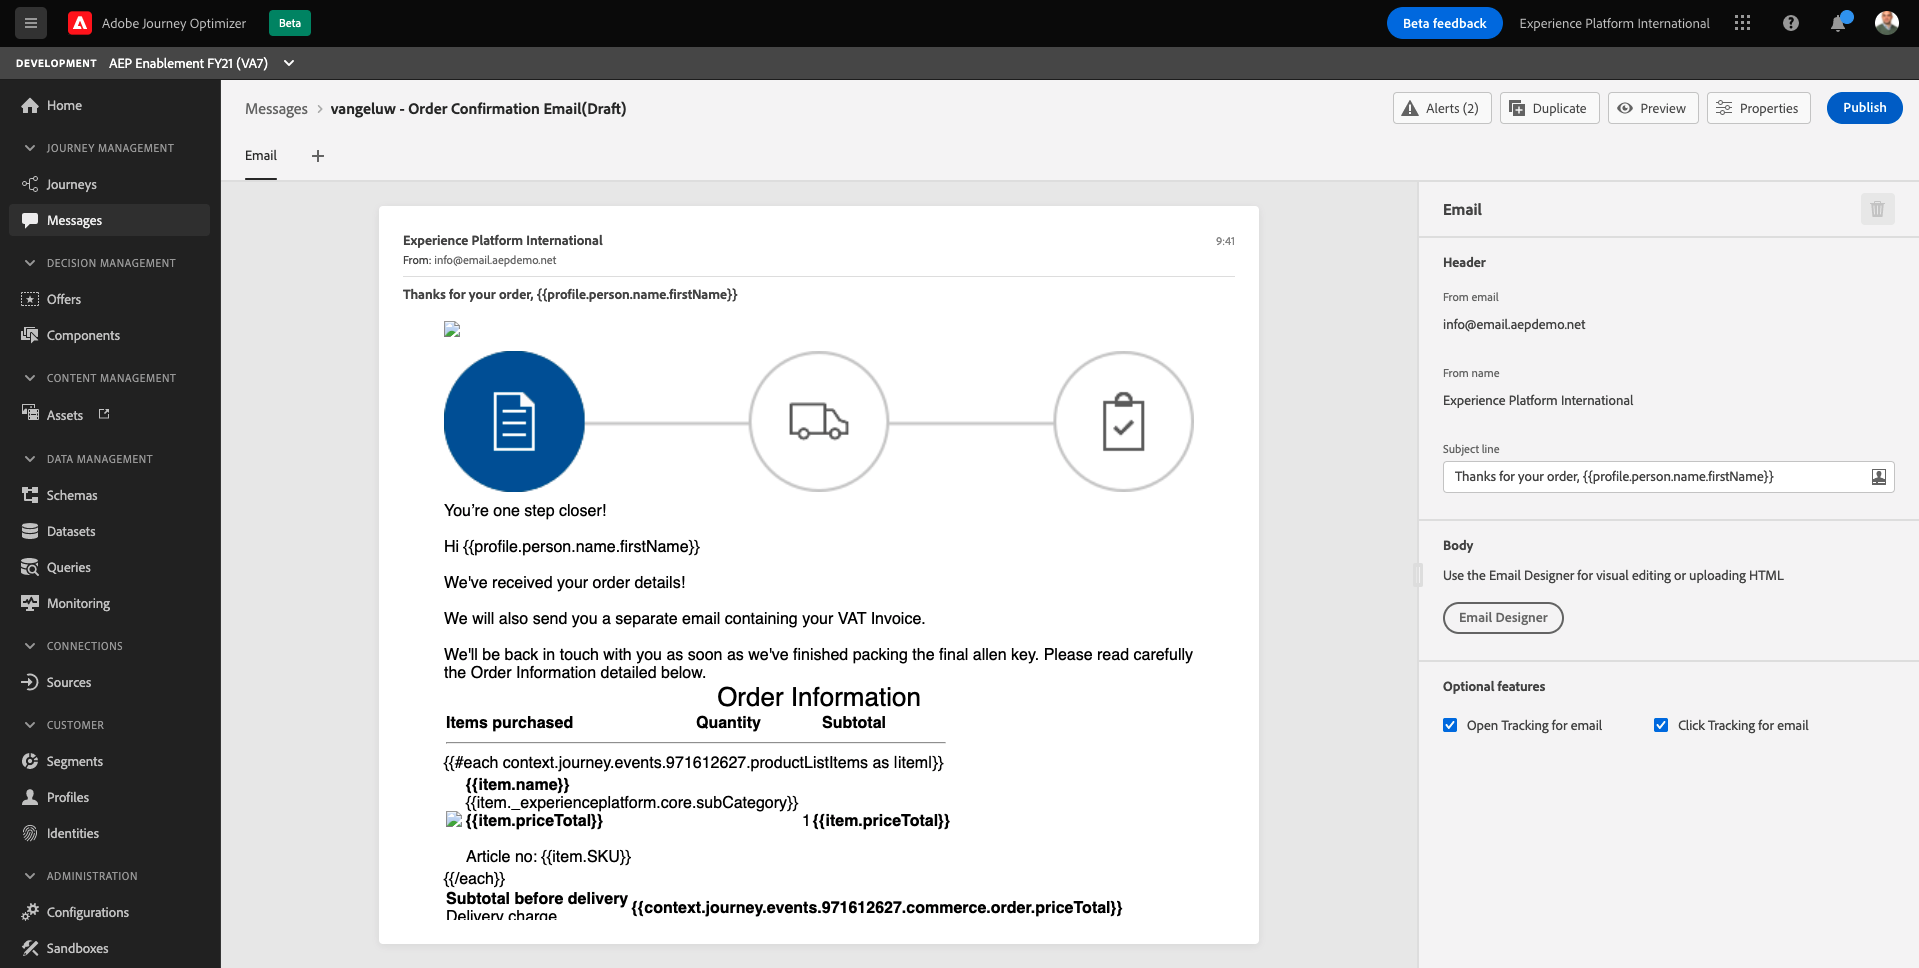 Adobe Journey Optimizer Beta
Beta feedback Experience Platform International
DEVELOPMENT AEP Enablement FY21 (VA7)
Home
JOURNEY MANAGEMENT
Journeys
Messages
DECISION MANAGEMENT
Offers
Components
CONTENT MANAGEMENT
Assets
DATA MANAGEMENT
Schemas
Datasets
Queries
Monitoring
CONNECTIONS
Sources
CUSTOMER
Segments
Profiles
Identities
ADMINISTRATION
Configurations
Sandboxes
Messages > vangeluw - Order Confirmation Email(Draft)
Alerts (2) Duplicate Preview Properties Publish
Email +
Experience Platform International 9:41
From: info@email.aepdemo.net
Thanks for your order, {{profile.person.name.firstName}}
You're one step closer!
Hi {{profile.person.name.firstName}}
We've received your order details!
We will also send you a separate email containing your VAT Invoice.
We'll be back in touch with you as soon as we've finished packing the final allen key. Please read carefully
the Order Information detailed below.
Order Information
Items purchased Quantity Subtotal
{{#each context.journey.events.971612627.productListItems as |item|}}
{{item.name}}
{{item._experienceplatform.core.subCategory}}
{{item.priceTotal}} 1 {{item.priceTotal}}
Article no: {{item.SKU}}
{{/each}}
Subtotal before delivery
{{context.journey.events.971612627.commerce.order.priceTotal}}
Delivery charge
Email
Header
From email
info@email.aepdemo.net
From name
Experience Platform International
Subject line
Thanks for your order, {{profile.person.name.firstName}}
Body
Use the Email Designer for visual editing or uploading HTML
Email Designer
Optional features
Open Tracking for email Click Tracking for email